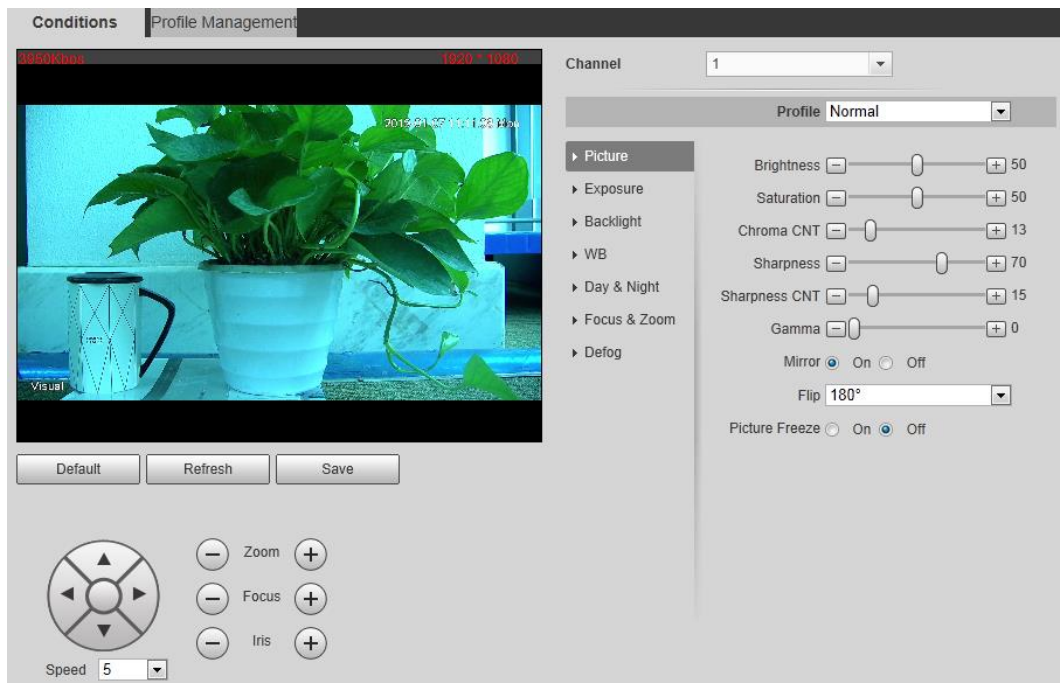 Conditions
Profile Management
3950Kbps
1920 * 1080
Visual
Channel
1
Profile
Normal
Picture
Exposure
Backlight
WB
Day & Night
Focus & Zoom
Defog
Brightness 50
Saturation 50
Chroma CNT 13
Sharpness 70
Sharpness CNT 15
Gamma 0
Mirror On Off
Flip 180°
Picture Freeze On Off
Default
Refresh
Save
Zoom
Focus
Iris
Speed 5